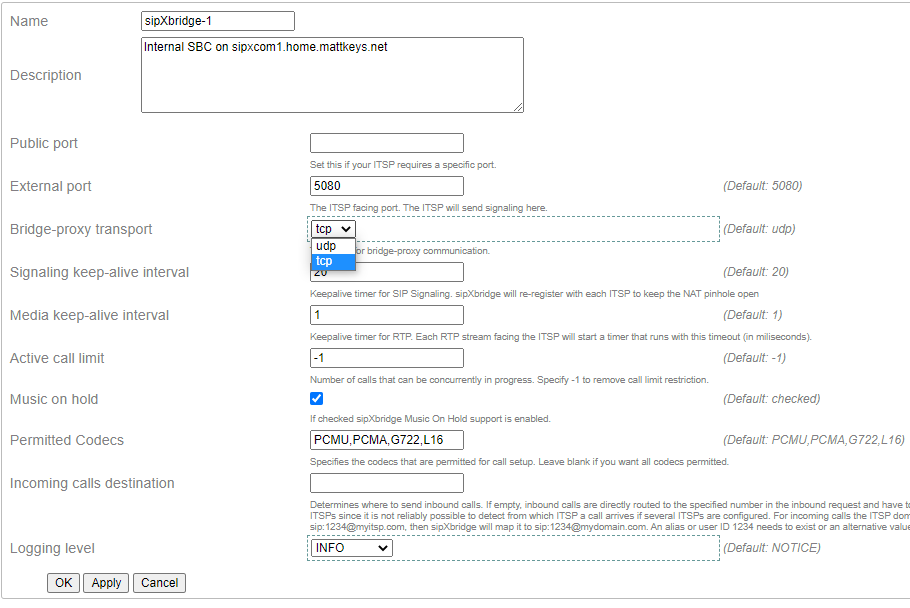 Name
sipXbridge-1
Description
Internal SBC on sipxcom1.home.mattkeys.net
Public port
Set this if your ITSP requires a specific port.
External port
5080
(Default: 5080)
The ITSP facing port. The ITSP will send signaling here.
Bridge-proxy transport
tcp
(Default: udp)
udp
tcp
or bridge-proxy communication.
Signaling keep-alive interval
20
(Default: 20)
Keepalive timer for SIP Signaling. sipXbridge will re-register with each ITSP to keep the NAT pinhole open
Media keep-alive interval
1
(Default: 1)
Keepalive timer for RTP. Each RTP stream facing the ITSP will start a timer that runs with this timeout (in miliseconds).
Active call limit
-1
(Default: -1)
Number of calls that can be concurrently in progress. Specify -1 to remove call limit restriction.
Music on hold
(Default: checked)
If checked sipXbridge Music On Hold support is enabled.
Permitted Codecs
PCMU,PCMA,G722,L16
(Default: PCMU,PCMA,G722,L16)
Specifies the codecs that are permitted for call setup. Leave blank if you want all codecs permitted.
Incoming calls destination
Determines where to send inbound calls. If empty, inbound calls are directly routed to the specified number in the inbound request and have to
ITSPs since it is not reliably possible to detect from which ITSP a call arrives if several ITSPs are configured. For incoming calls the ITSP dom
sip:1234@myitsp.com, then sipXbridge will map it to sip:1234@mydomain.com. An alias or user ID 1234 needs to exist or an alternative value
Logging level
INFO
(Default: NOTICE)
OK
Apply
Cancel